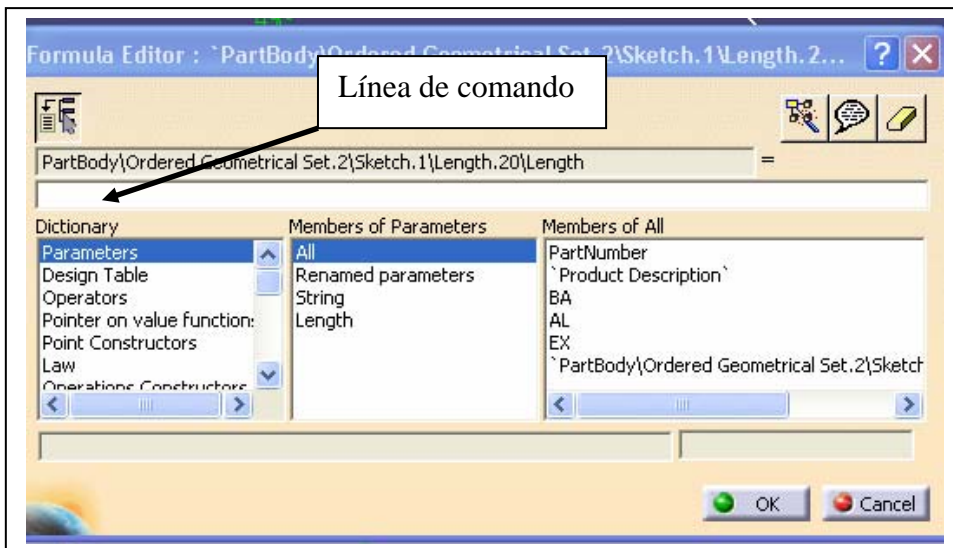 Formula Editor : `PartBody\Ordered Geometrical Set.2\Sketch.1\Length.2...
Línea de comando
PartBody\Ordered Geometrical Set.2\Sketch.1\Length.20\Length =
Dictionary
Parameters
Design Table
Operators
Pointer on value function:
Point Constructors
Law
Operations Constructors
Members of Parameters
All
Renamed parameters
String
Length
Members of All
PartNumber
`Product Description`
BA
AL
EX
`PartBody\Ordered Geometrical Set.2\Sketch
OK
Cancel